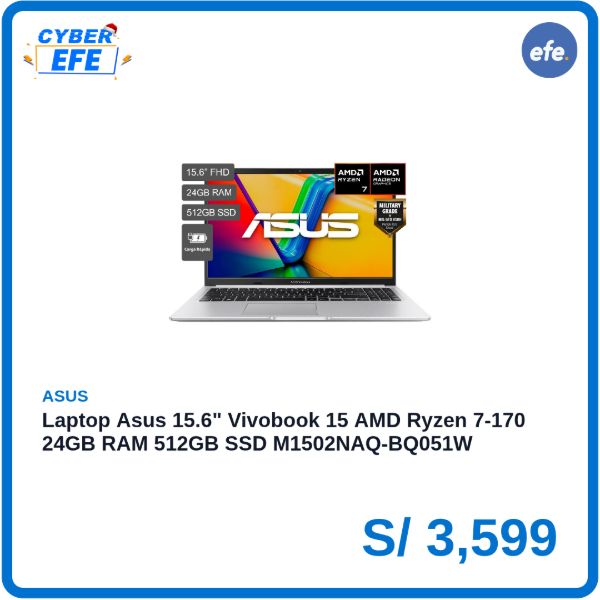 CYBER
EFE
efe.
15.6" FHD
24GB RAM
512GB SSD
Carga Rápida
AMD
RYZEN
7
AMD
RADEON
GRAPHICS
MILITARY
GRADE
ASUS
ASUS
Laptop Asus 15.6" Vivobook 15 AMD Ryzen 7-170
24GB RAM 512GB SSD M1502NAQ-BQ051W
S/ 3,599